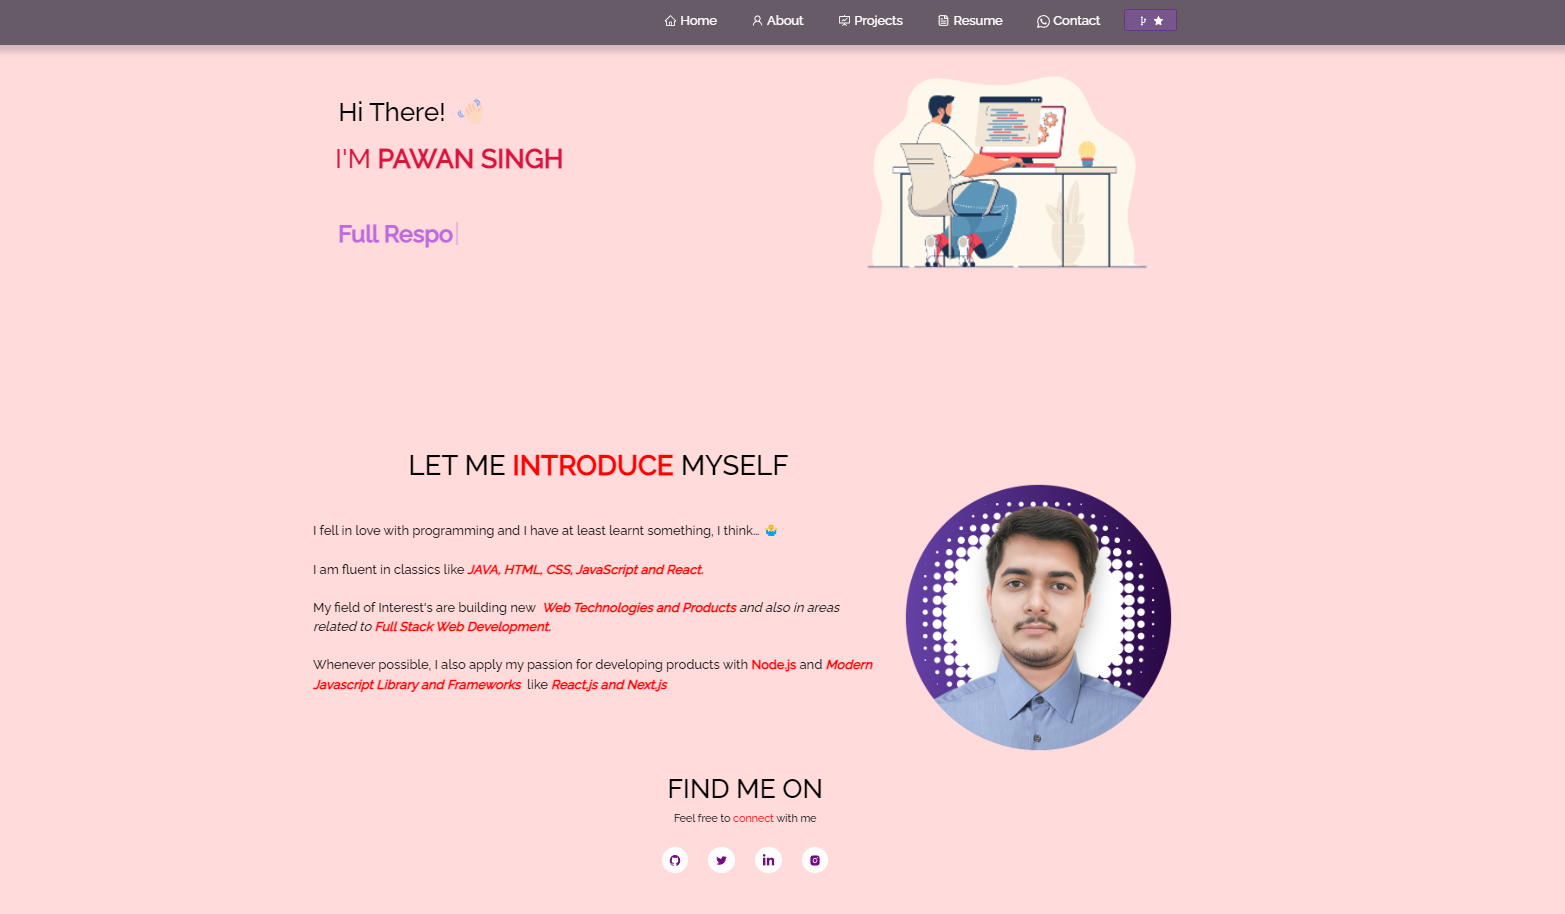 Home About Projects Resume Contact
Hi There! 👋🏻
I'M PAWAN SINGH
Full Respo
LET ME INTRODUCE MYSELF
I fell in love with programming and I have at least learnt something, I think… 🤷‍♂️
I am fluent in classics like JAVA, HTML, CSS, JavaScript and React.
My field of Interest's are building new Web Technologies and Products and also in areas
related to Full Stack Web Development.
Whenever possible, I also apply my passion for developing products with Node.js and Modern
Javascript Library and Frameworks like React.js and Next.js
FIND ME ON
Feel free to connect with me
in